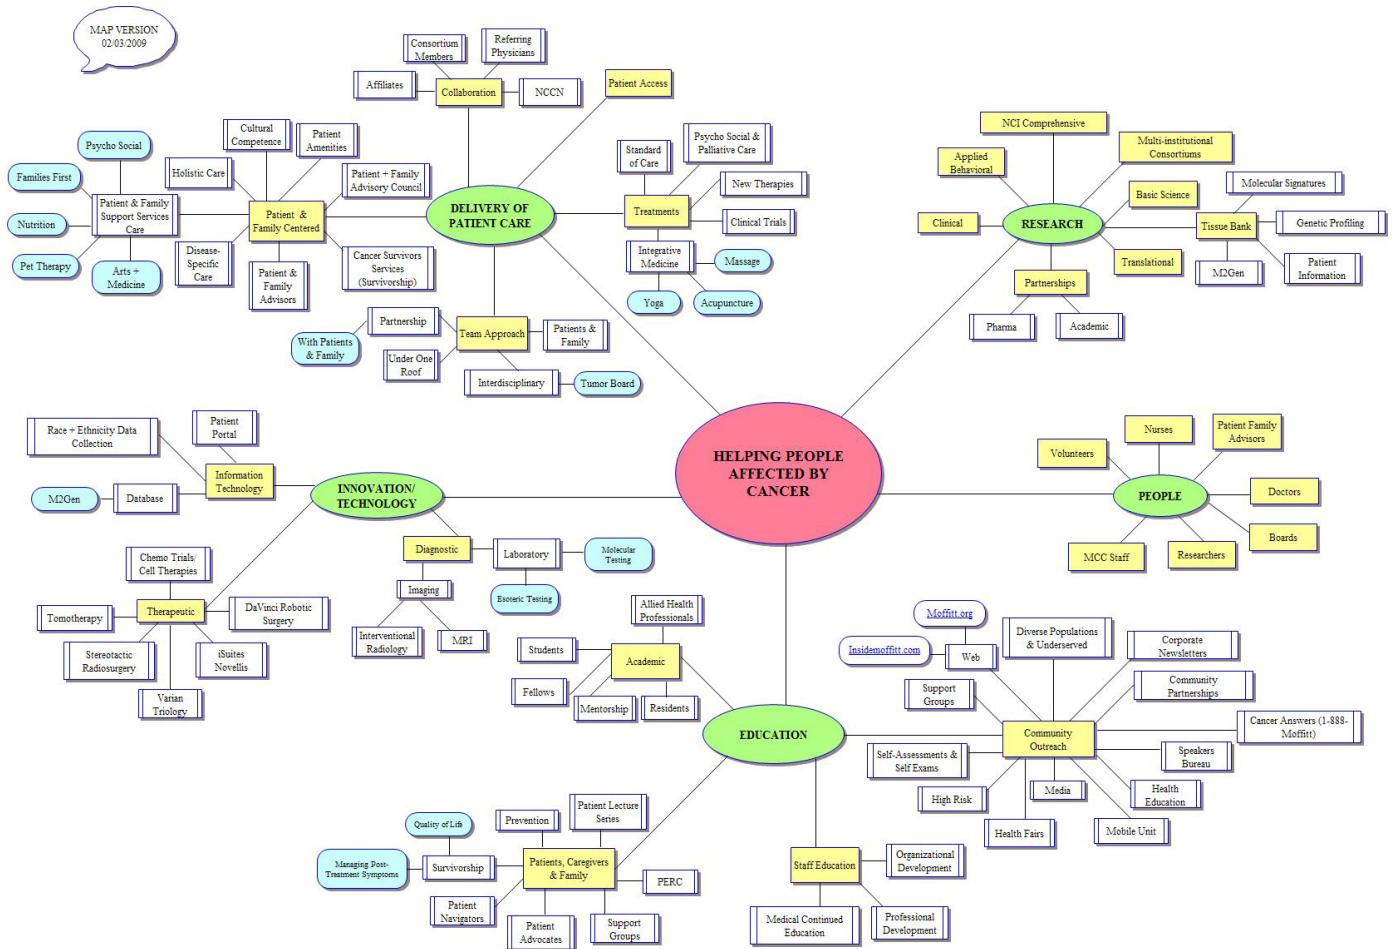 MAP VERSION
02/03/2009
Consortium
Members
Referring
Physicians
Affiliates
Collaboration
NCCN
Patient Access
Cultural
Competence
Patient
Amenities
Psycho Social
Holistic Care
Patient + Family
Advisory Council
Families First
Patient & Family
Support Services
Care
Nutrition
Patient &
Family Centered
Pet Therapy
Arts +
Medicine
Disease-
Specific
Care
Patient &
Family
Advisors
Cancer Survivors
Services
(Survivorship)
DELIVERY OF
PATIENT CARE
Standard
of Care
Psycho Social &
Palliative Care
New Therapies
Treatments
Clinical Trials
Integrative
Medicine
Massage
Yoga
Acupuncture
Partnership
Team Approach
Patients &
Family
With Patients
& Family
Under One
Roof
Interdisciplinary
Tumor Board
NCI Comprehensive
Applied
Behavioral
Multi-institutional
Consortiums
Basic Science
Molecular Signatures
Clinical
RESEARCH
Tissue Bank
Genetic Profiling
Translational
M2Gen
Patient
Information
Partnerships
Pharma
Academic
HELPING PEOPLE
AFFECTED BY
CANCER
Race + Ethnicity Data
Collection
Patient
Portal
Information
Technology
M2Gen
Database
INNOVATION/
TECHNOLOGY
Diagnostic
Laboratory
Molecular
Testing
Esoteric Testing
Imaging
Interventional
Radiology
MRI
Chemo Trials/
Cell Therapies
Tomotherapy
Therapeutic
DaVinci Robotic
Surgery
Stereotactic
Radiosurgery
iSuites
Novellis
Varian
Triology
Volunteers
Nurses
Patient Family
Advisors
PEOPLE
Doctors
Boards
MCC Staff
Researchers
Allied Health
Professionals
Students
Academic
Fellows
Mentorship
Residents
EDUCATION
Moffitt.org
Insidemoffitt.com
Web
Diverse Populations
& Underserved
Corporate
Newsletters
Support
Groups
Community
Partnerships
Cancer Answers (1-888-
Moffitt)
Community
Outreach
Self-Assessments &
Self Exams
Speakers
Bureau
High Risk
Media
Health
Education
Health Fairs
Mobile Unit
Quality of Life
Prevention
Patient Lecture
Series
Managing Post-
Treatment Symptoms
Survivorship
Patients, Caregivers
& Family
PERC
Patient
Navigators
Patient
Advocates
Support
Groups
Staff Education
Organizational
Development
Medical Continued
Education
Professional
Development